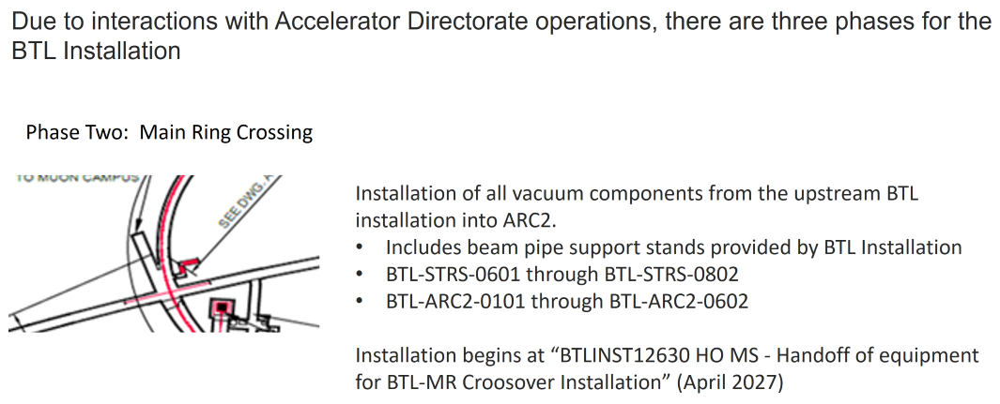 Due to interactions with Accelerator Directorate operations, there are three phases for the
BTL Installation
Phase Two:  Main Ring Crossing
TO MUON CAMPUS
SEE DWG. A
Installation of all vacuum components from the upstream BTL
installation into ARC2.
• Includes beam pipe support stands provided by BTL Installation
• BTL-STRS-0601 through BTL-STRS-0802
• BTL-ARC2-0101 through BTL-ARC2-0602
Installation begins at “BTLINST12630 HO MS - Handoff of equipment
for BTL-MR Croosover Installation” (April 2027)